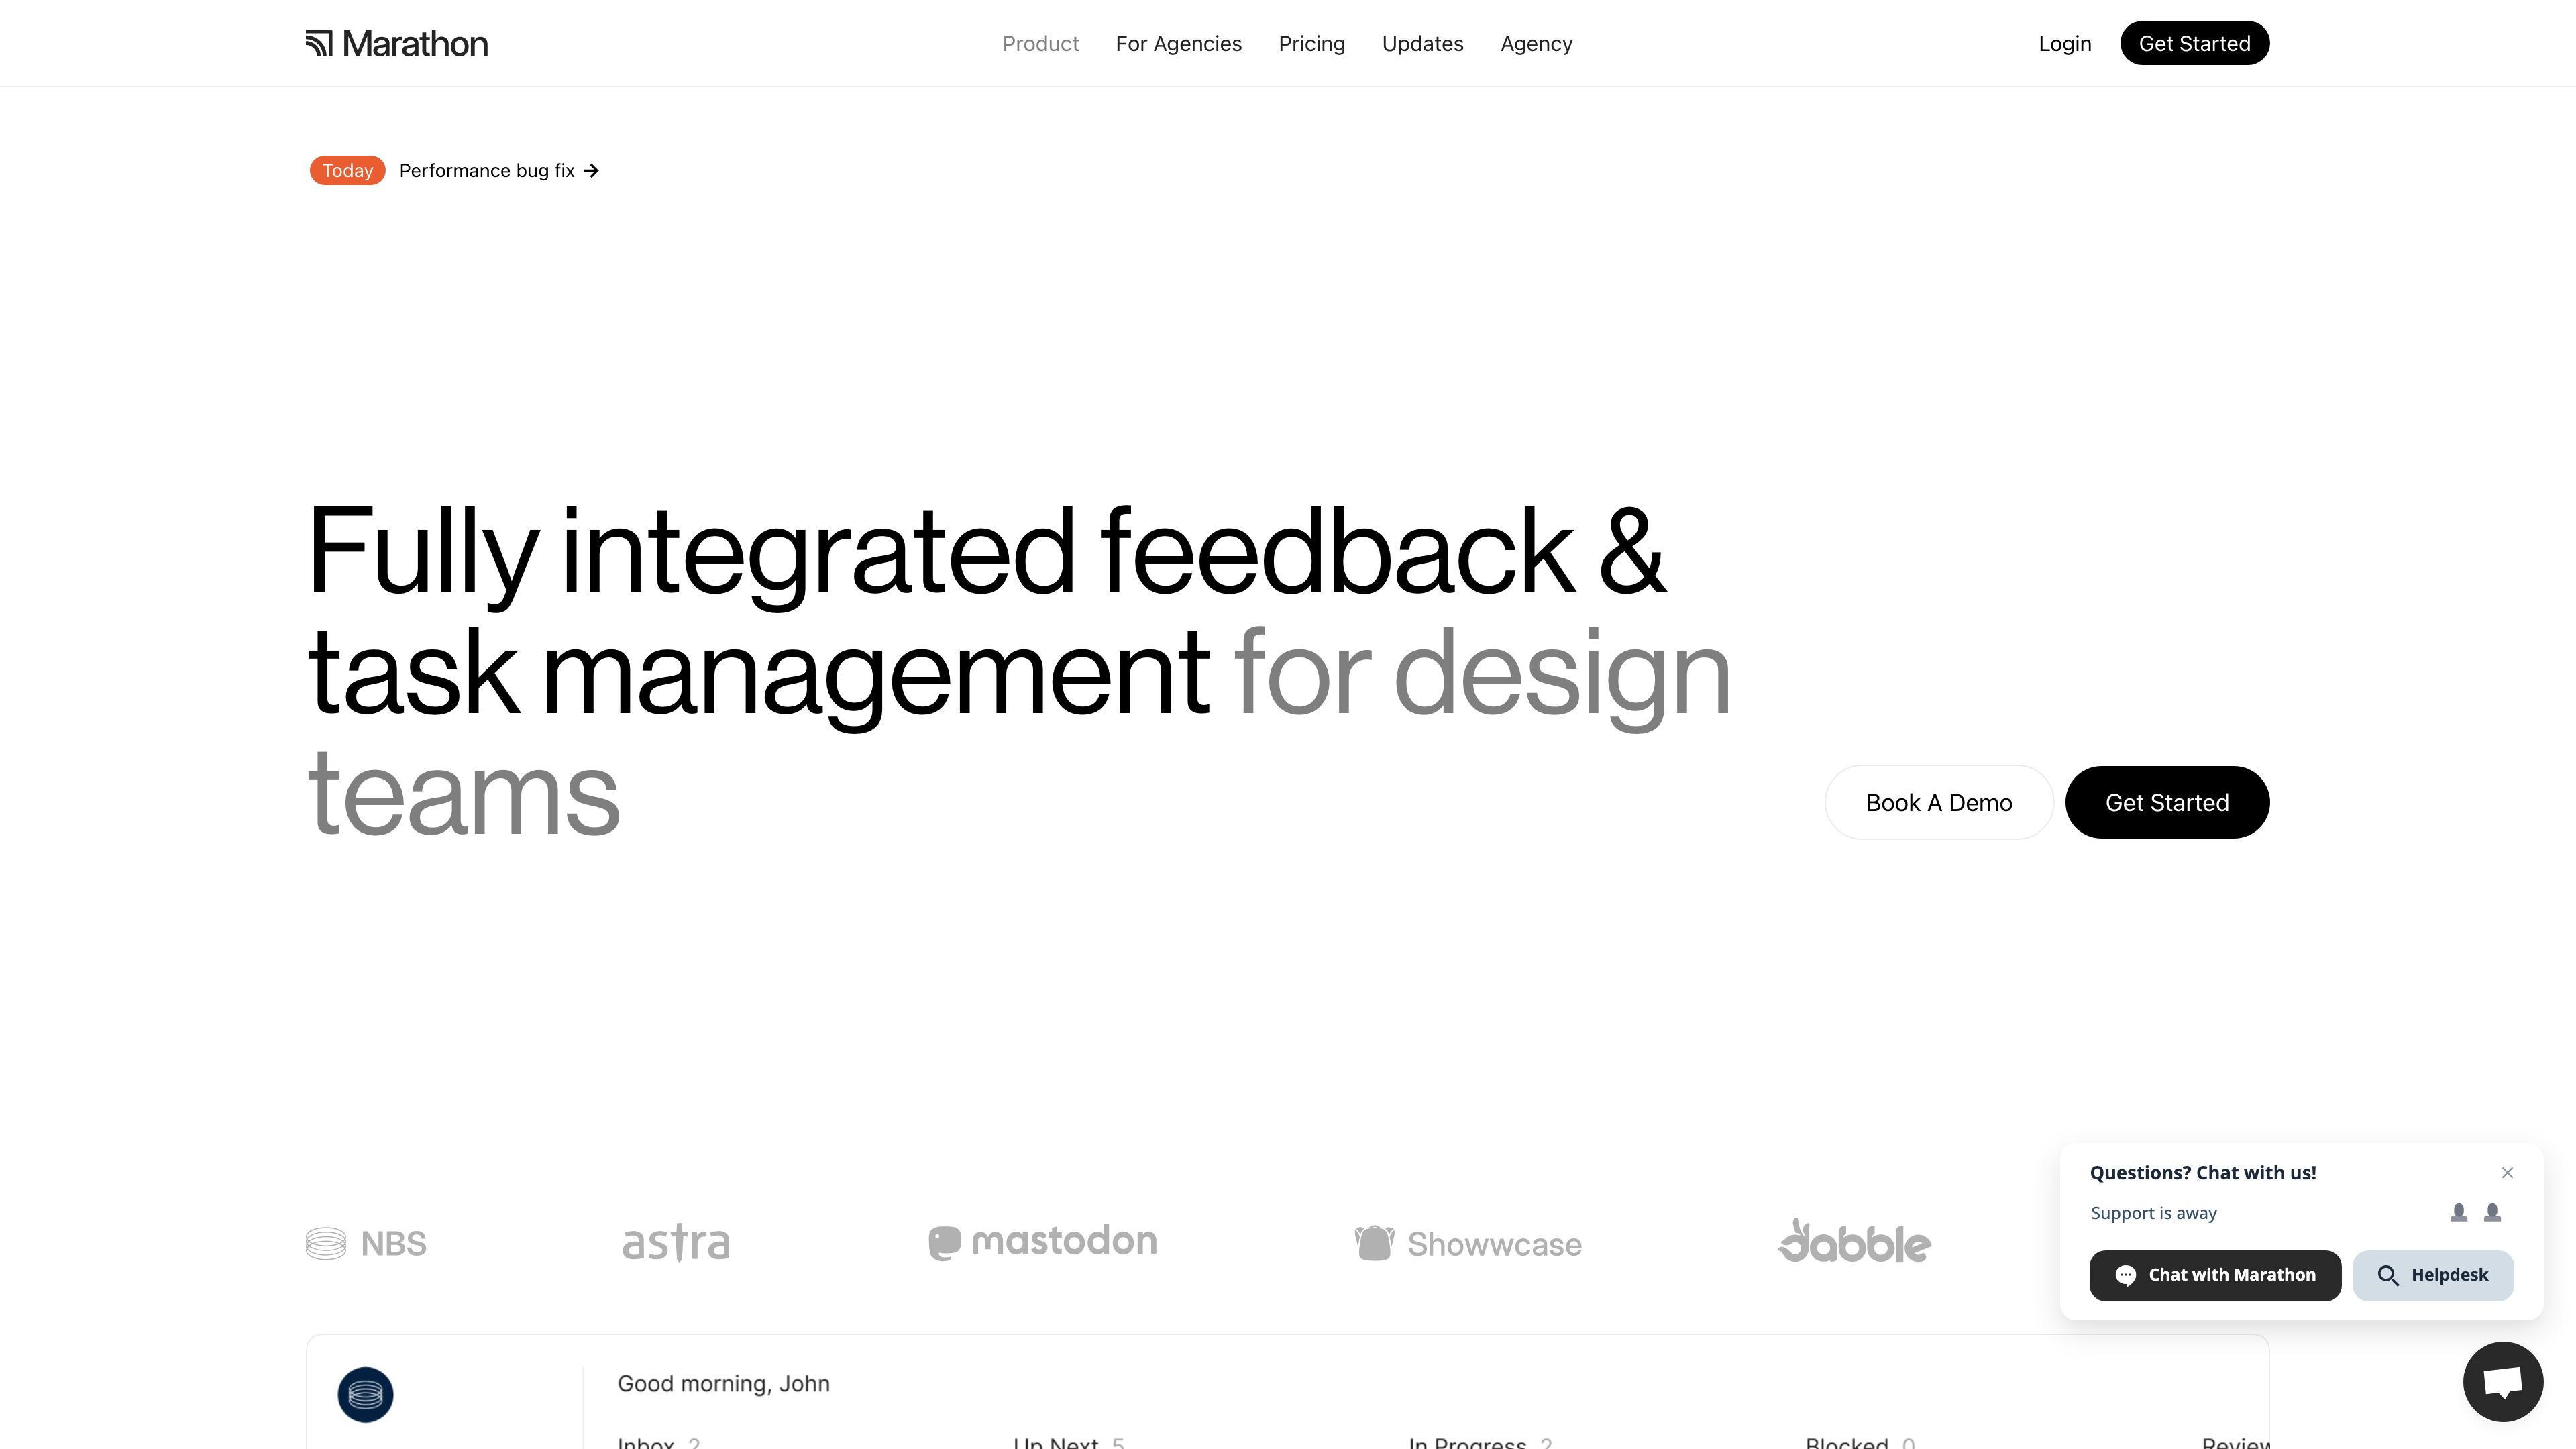 Marathon
Product
For Agencies
Pricing
Updates
Agency
Login
Get Started
Today
Performance bug fix
Fully integrated feedback &
task management for design
teams
Book A Demo
Get Started
NBS
astra
mastodon
Showwcase
dabble
Questions? Chat with us!
Support is away
Chat with Marathon
Helpdesk
Good morning, John
Inbox 2
Up Next 5
In Progress 2
Blocked 0
Review